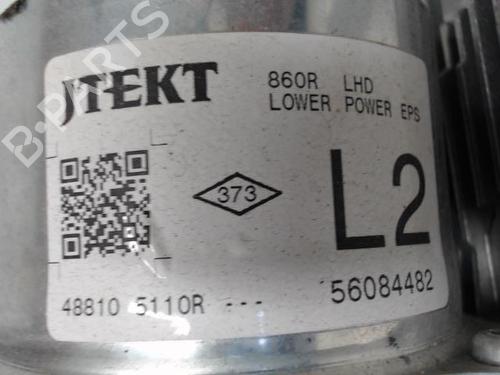 JTEKT
860R LHD
LOWER POWER EPS
373
L2
48810 5110R ---
56084482
B-PARTS